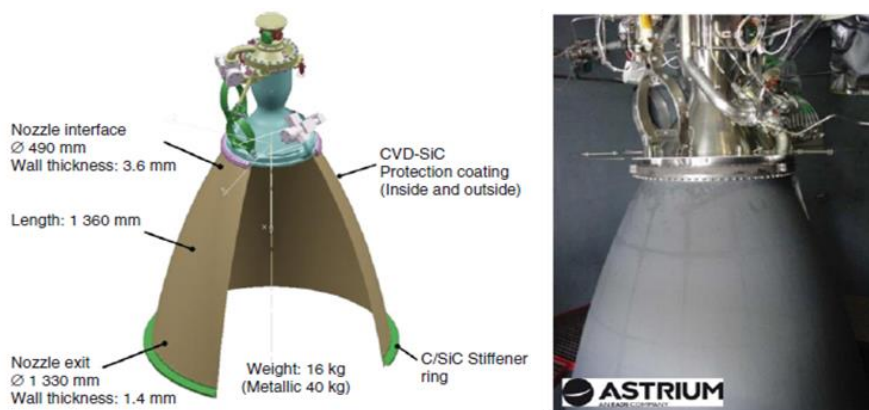 Nozzle interface
Ø 490 mm
Wall thickness: 3.6 mm
Length: 1 360 mm
Nozzle exit
Ø 1 330 mm
Wall thickness: 1.4 mm
CVD-SiC
Protection coating
(Inside and outside)
Weight: 16 kg
(Metallic 40 kg)
C/SiC Stiffener
ring
ASTRIUM
AN EADS COMPANY